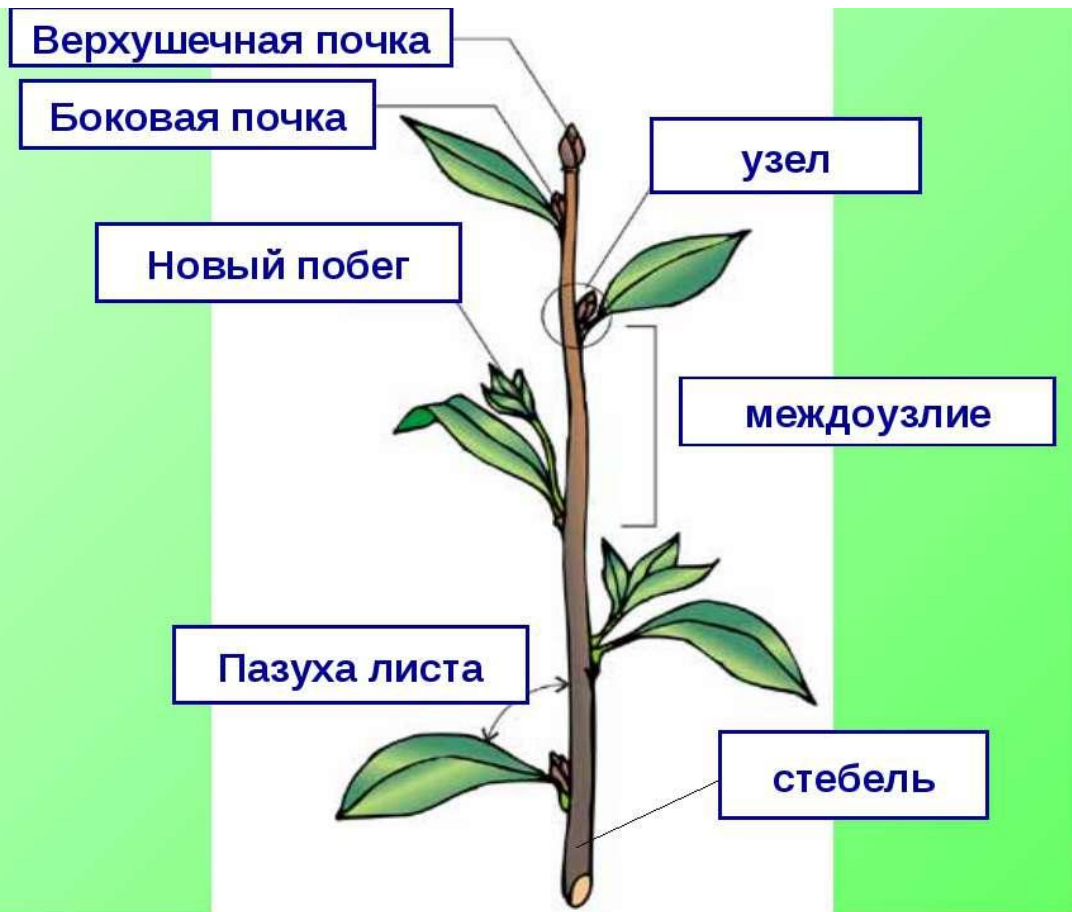 Верхушечная почка
Боковая почка
узел
Новый побег
междоузлие
Пазуха листа
стебель